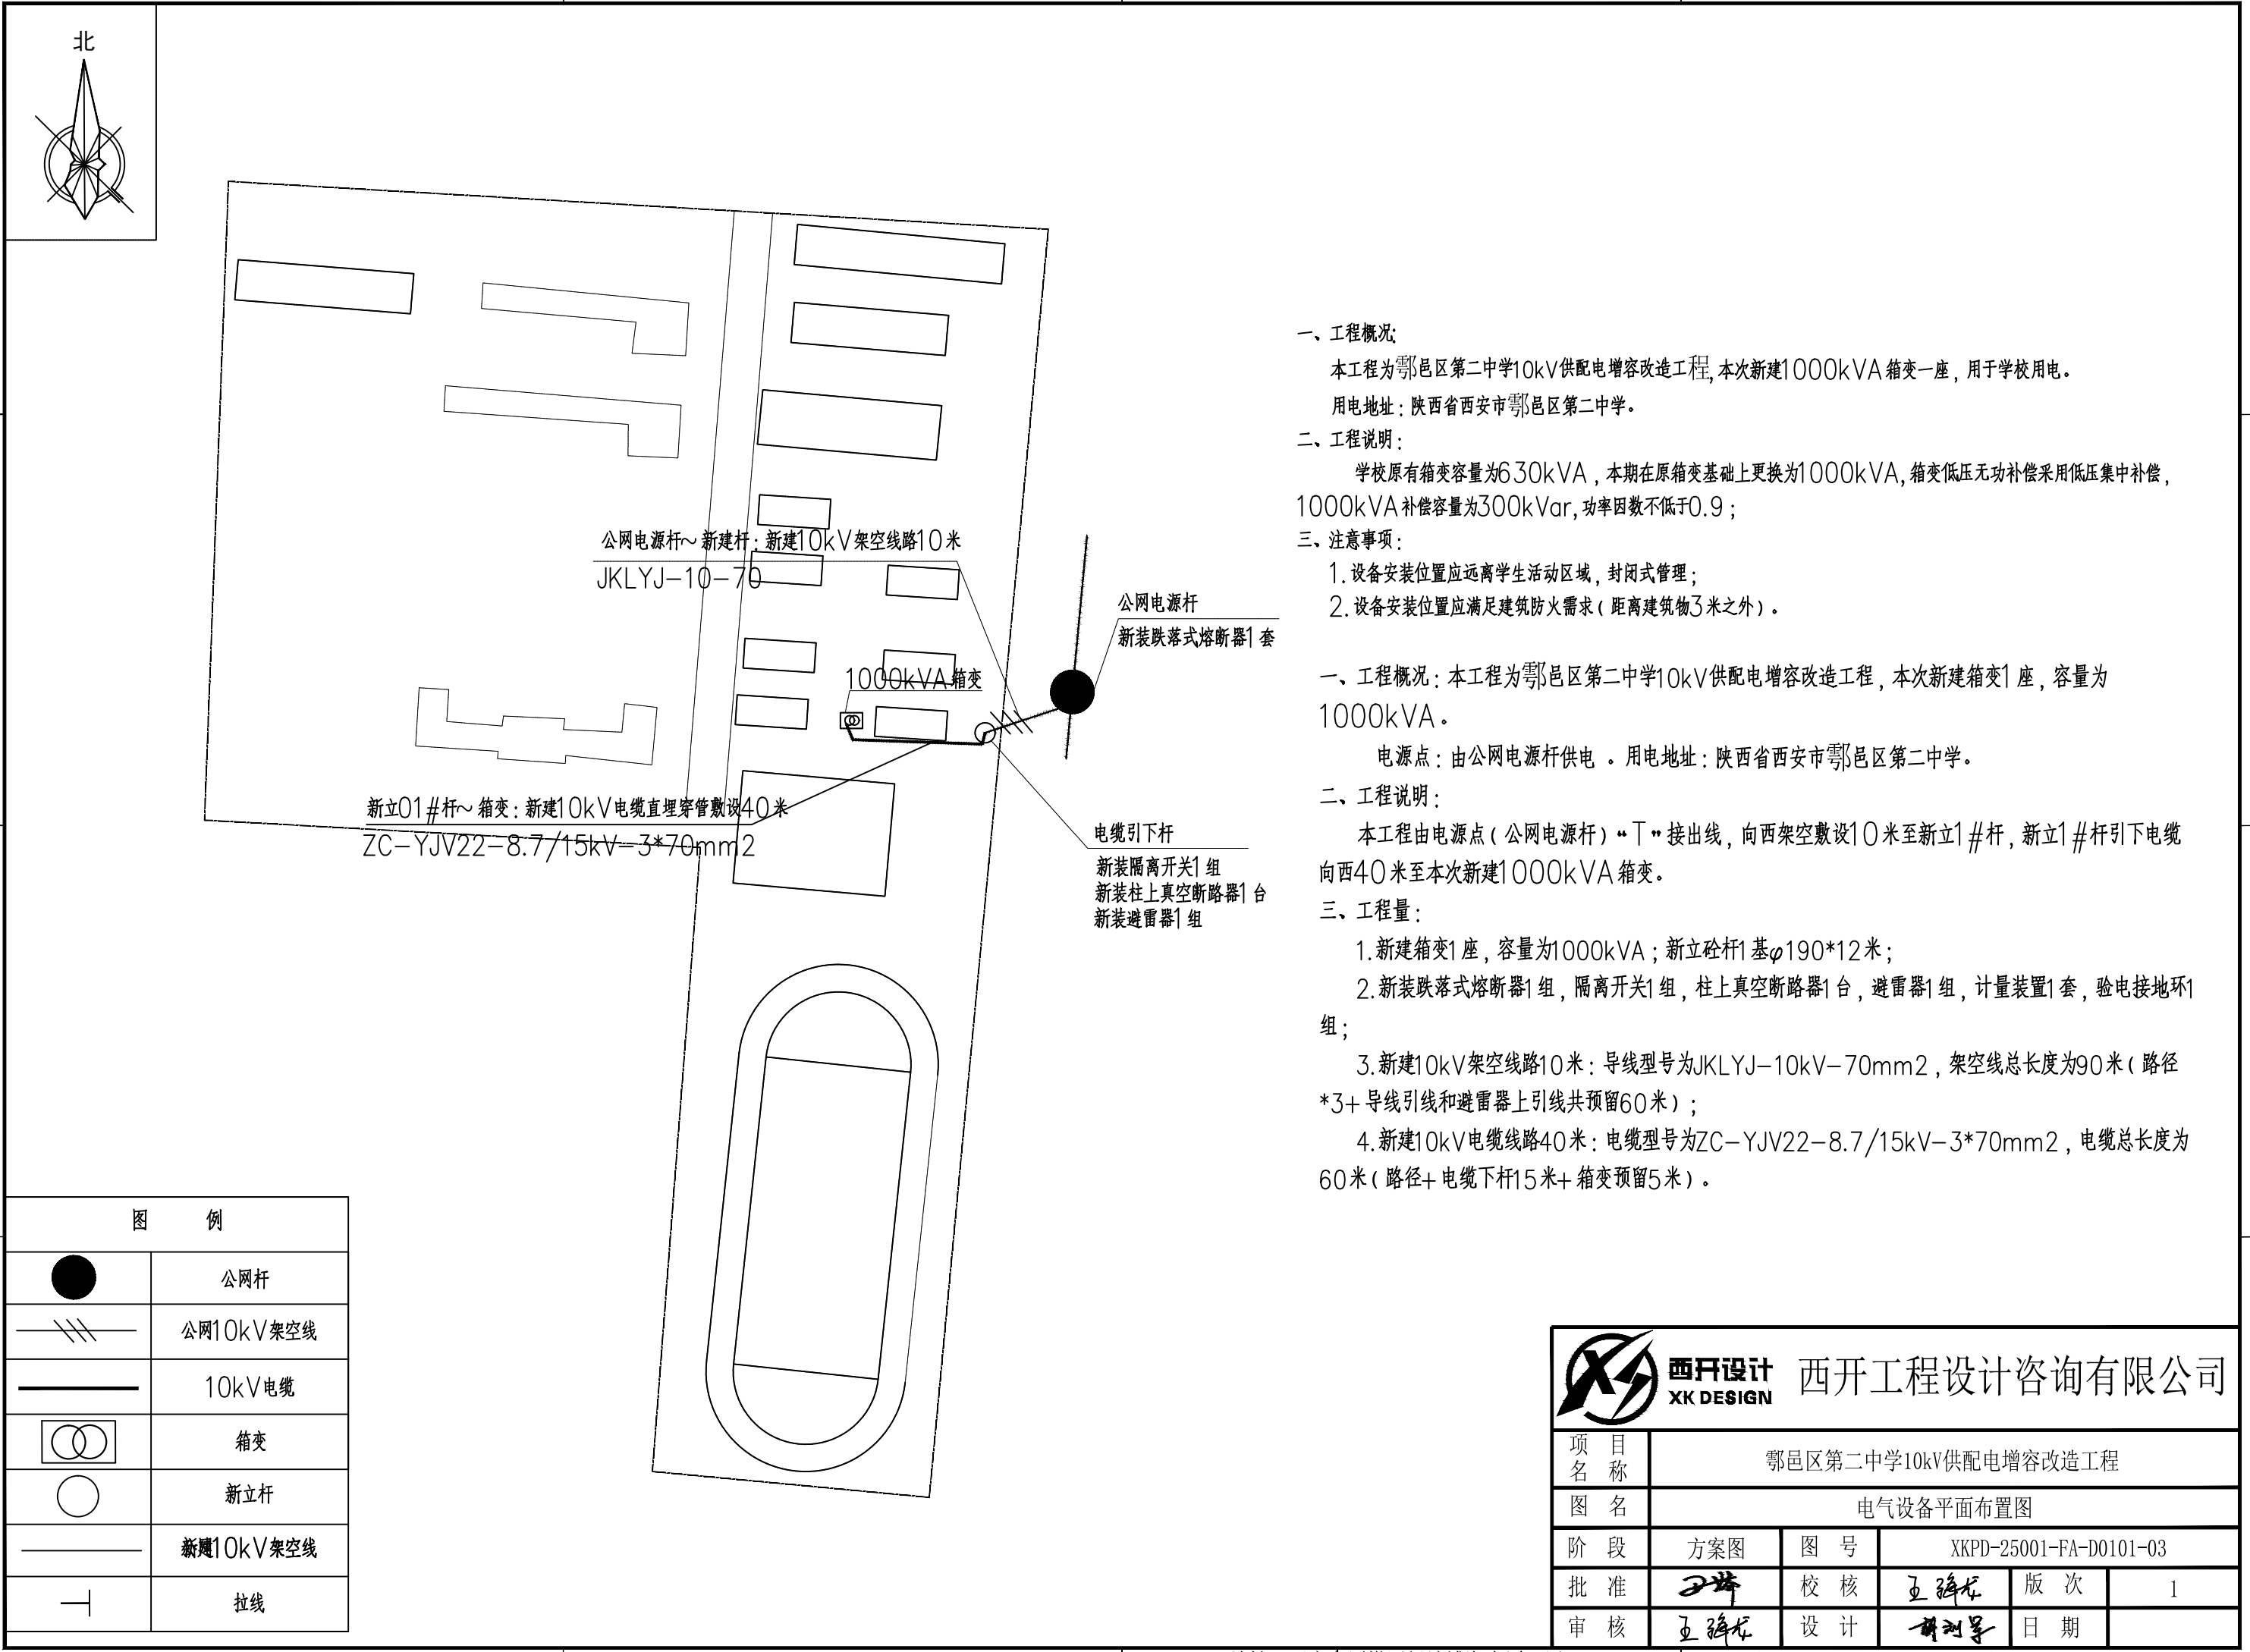 北
公网电源杆～新建杆：新建10kV架空线路10米
JKLYJ-10-70
公网电源杆
新装跌落式熔断器1套
1000kVA箱变
新立01#杆～箱变：新建10kV电缆直埋穿管敷设40米
ZC-YJV22-8.7/15kV-3*70mm2
电缆引下杆
新装隔离开关1组
新装柱上真空断路器1台
新装避雷器1组
一、工程概况:
本工程为鄠邑区第二中学10kV供配电增容改造工程,本次新建1000kVA箱变一座，用于学校用电。
用电地址：陕西省西安市鄠邑区第二中学。
二、工程说明：
学校原有箱变容量为630kVA，本期在原箱变基础上更换为1000kVA,箱变低压无功补偿采用低压集中补偿，
1000kVA补偿容量为300kVar,功率因数不低于0.9；
三、注意事项：
1.设备安装位置应远离学生活动区域，封闭式管理；
2.设备安装位置应满足建筑防火需求（距离建筑物3米之外）。
一、工程概况：本工程为鄠邑区第二中学10kV供配电增容改造工程，本次新建箱变1座，容量为
1000kVA。
电源点：由公网电源杆供电 。用电地址：陕西省西安市鄠邑区第二中学。
二、工程说明：
本工程由电源点（公网电源杆）“T”接出线，向西架空敷设10米至新立1#杆，新立1#杆引下电缆
向西40米至本次新建1000kVA箱变。
三、工程量：
1.新建箱变1座，容量为1000kVA；新立砼杆1基φ190*12米；
2.新装跌落式熔断器1组，隔离开关1组，柱上真空断路器1台，避雷器1组，计量装置1套，验电接地环1
组；
3.新建10kV架空线路10米：导线型号为JKLYJ-10kV-70mm2，架空线总长度为90米（路径
*3+导线引线和避雷器上引线共预留60米）；
4.新建10kV电缆线路40米：电缆型号为ZC-YJV22-8.7/15kV-3*70mm2，电缆总长度为
60米（路径+电缆下杆15米+箱变预留5米）。
图 例
公网杆
公网10kV架空线
10kV电缆
箱变
新立杆
新建10kV架空线
拉线
西开设计
XK DESIGN
西开工程设计咨询有限公司
项 目
名 称
鄠邑区第二中学10kV供配电增容改造工程
图 名
电气设备平面布置图
阶 段 方案图 图 号 XKPD-25001-FA-D0101-03
批 准 校 核 版 次 1
审 核 设 计 日 期